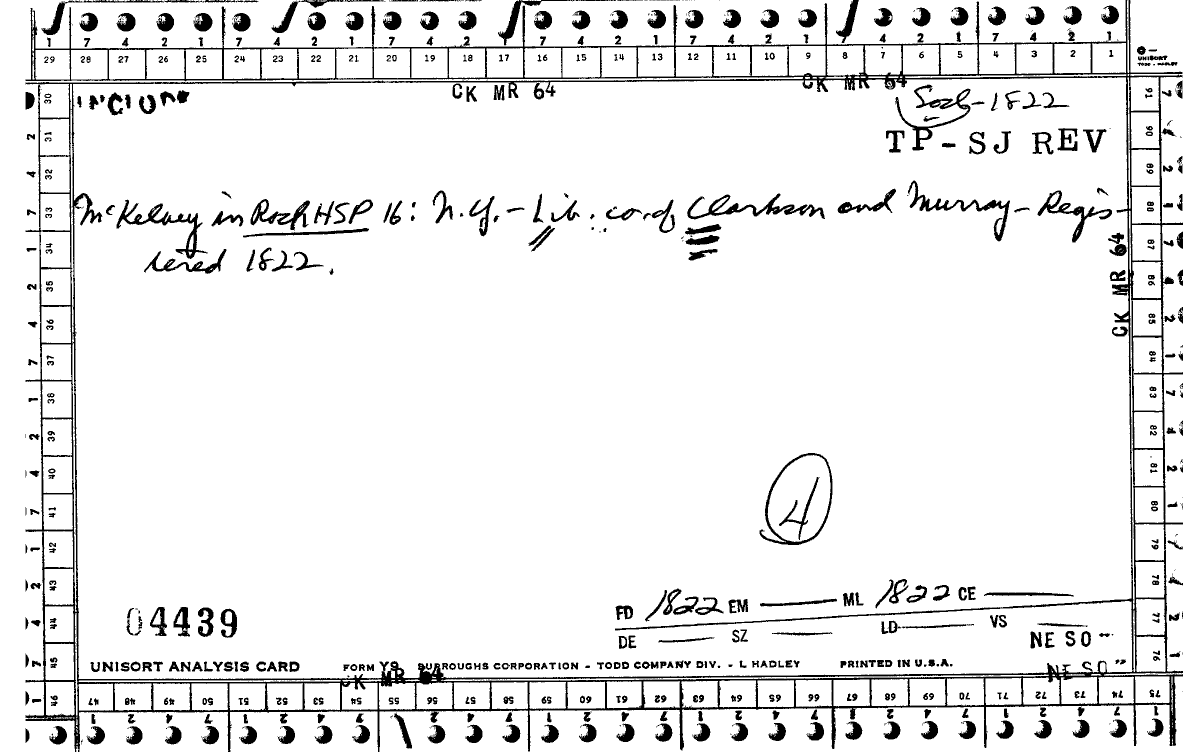 7 4 2 1 7 4 2 1 7 4 2 1 7 4 2 1 7 4 2 1 7 4 2 1
29 28 27 26 25 24 23 22 21 20 19 18 17 16 15 14 13 12 11 10 9 8 7 6 5 4 3 2 1
UNISORT
TODD - HADLEY
CK MR 64
CK MR 64
Socb-1822
TP-SJ REV
McKelvey in RochHSP 16: N.Y.- Lib. co. of Clarkson and Murray-Regis-
tered 1822.
CK MR 64
30 31 32 33 34 35 36 37 38 39 40 41 42 43 44 45 46
91 90 89 88 87 86 85 84 83 82 81 80 79 78 77 76 75
4
04439
FD 1822 EM ML 1822 CE
DE SZ LD VS
NE SO
NE SO
UNISORT ANALYSIS CARD FORM Y9 BURROUGHS CORPORATION - TODD COMPANY DIV. - L HADLEY PRINTED IN U.S.A.
CK MR 64
47 48 49 50 51 52 53 54 55 56 57 58 59 60 61 62 63 64 65 66 67 68 69 70 71 72 73 74 75